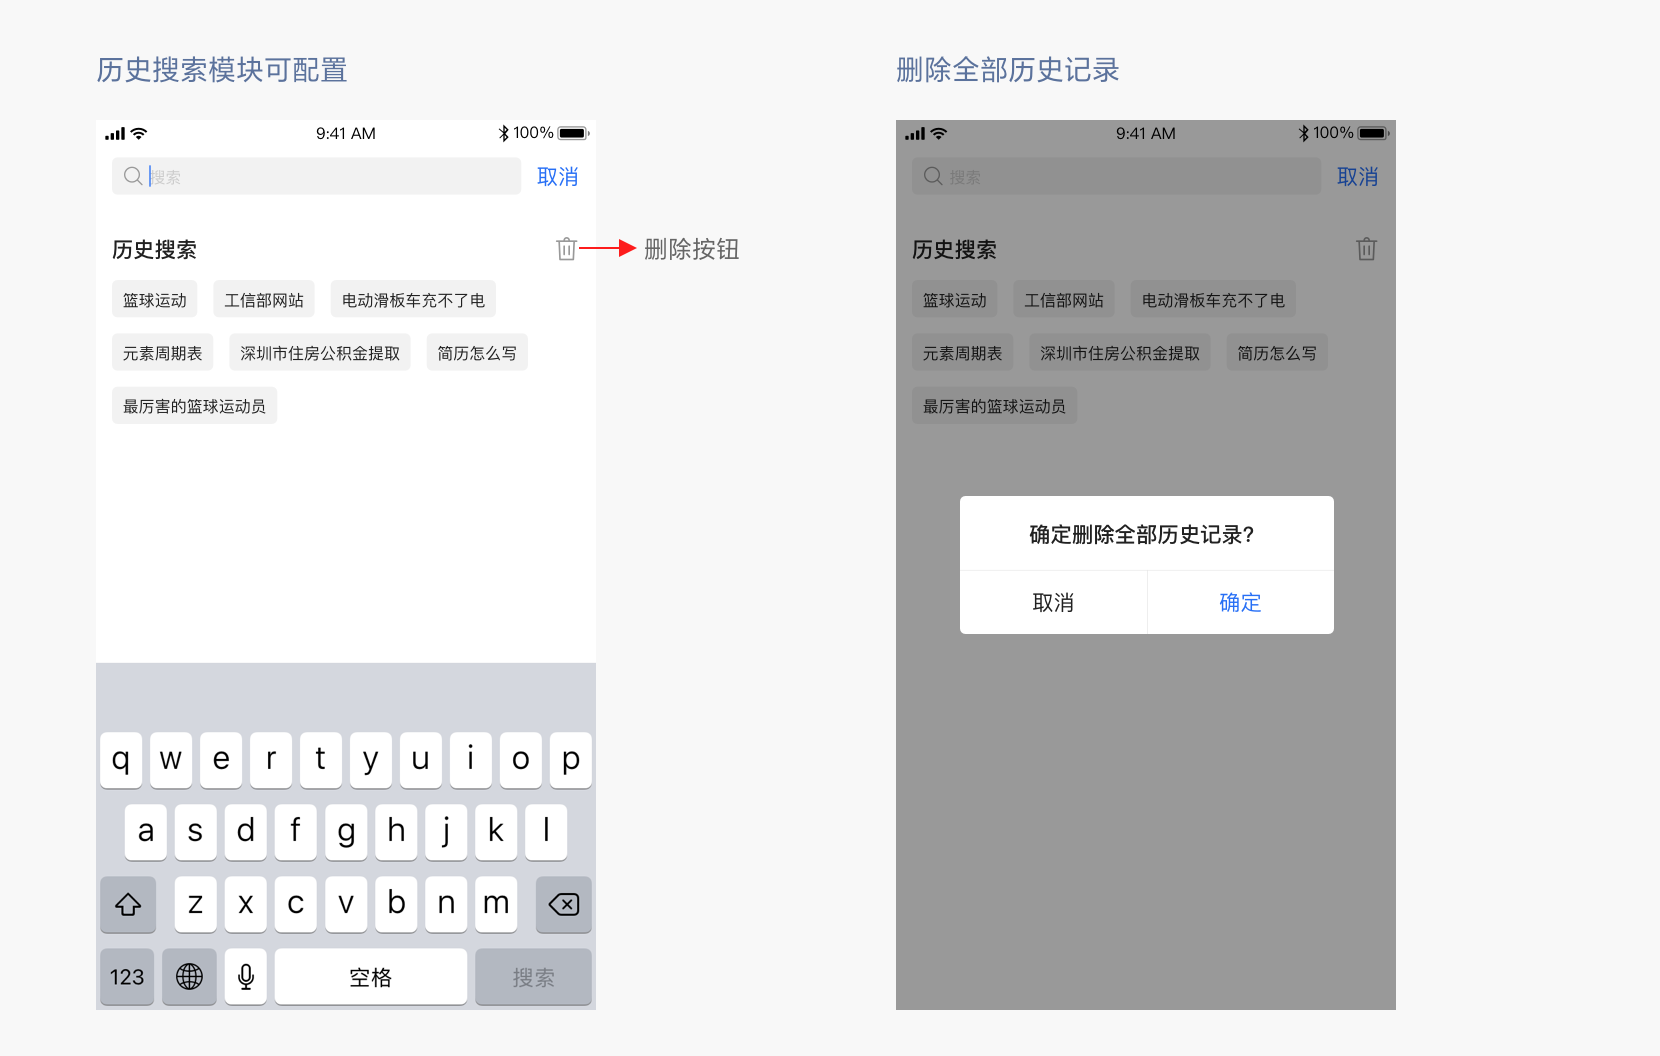 历史搜索模块可配置
9:41 AM
100%
搜索
取消
历史搜索
删除按钮
篮球运动
工信部网站
电动滑板车充不了电
元素周期表
深圳市住房公积金提取
简历怎么写
最厉害的篮球运动员
q w e r t y u i o p
a s d f g h j k l
z x c v b n m
123
空格
搜索
删除全部历史记录
9:41 AM
100%
搜索
取消
历史搜索
篮球运动
工信部网站
电动滑板车充不了电
元素周期表
深圳市住房公积金提取
简历怎么写
最厉害的篮球运动员
确定删除全部历史记录?
取消
确定